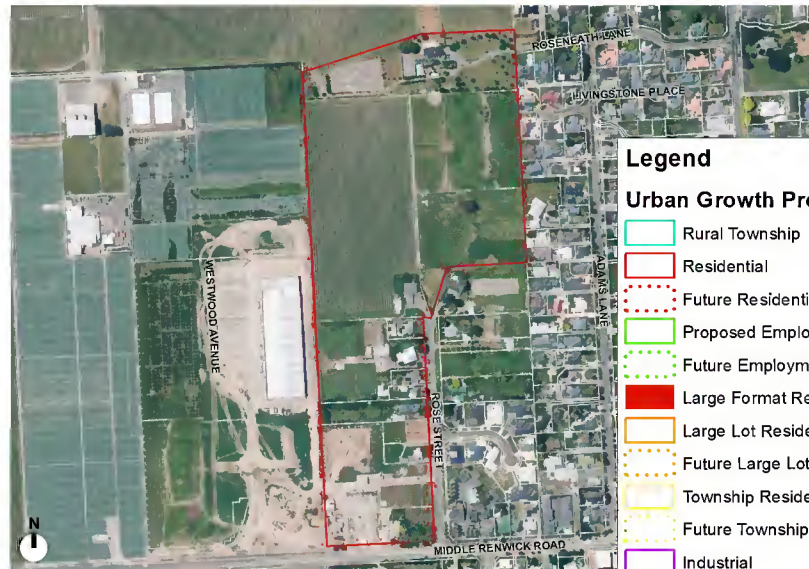 ROSENEATH LANE
LIVINGSTONE PLACE
WESTWOOD AVENUE
ADAMS LANE
ROSE STREET
MIDDLE RENWICK ROAD
N
Legend
Urban Growth Pr
Rural Township
Residential
Future Residenti
Proposed Emplo
Future Employm
Large Format Re
Large Lot Reside
Future Large Lot
Township Reside
Future Township
Industrial